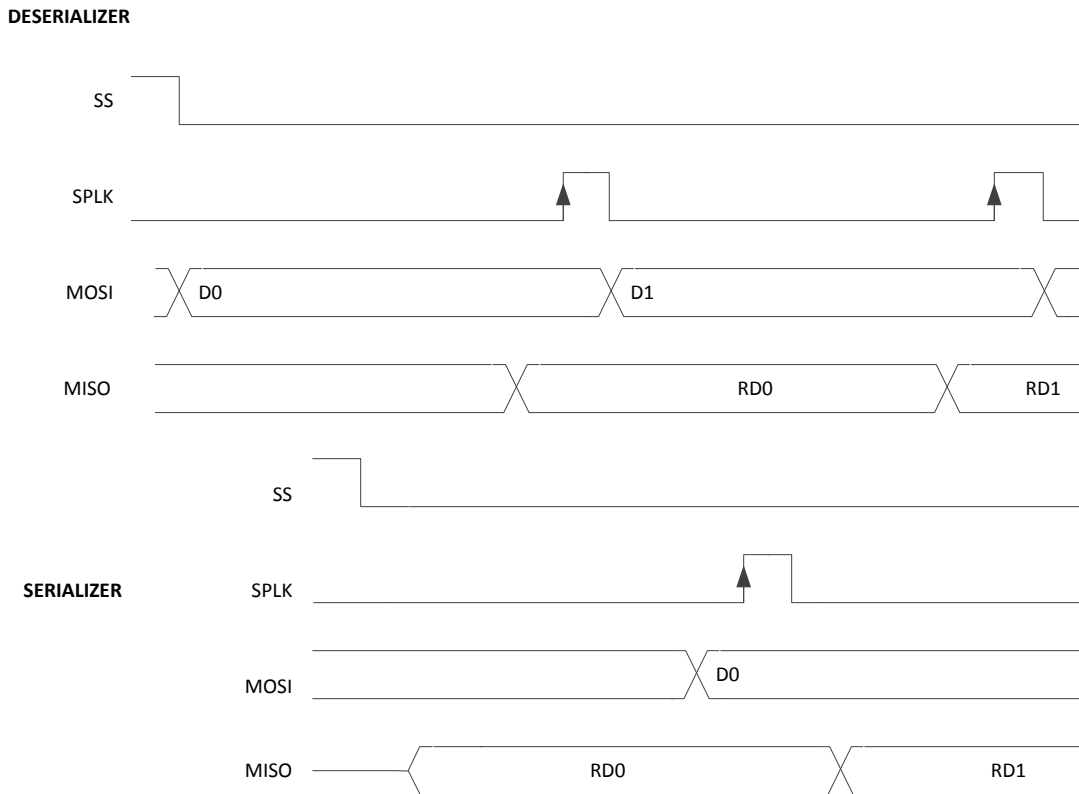 DESERIALIZER
SS
SPLK
MOSI D0 D1
MISO RD0 RD1
SS
SERIALIZER SPLK
MOSI D0
MISO RD0 RD1